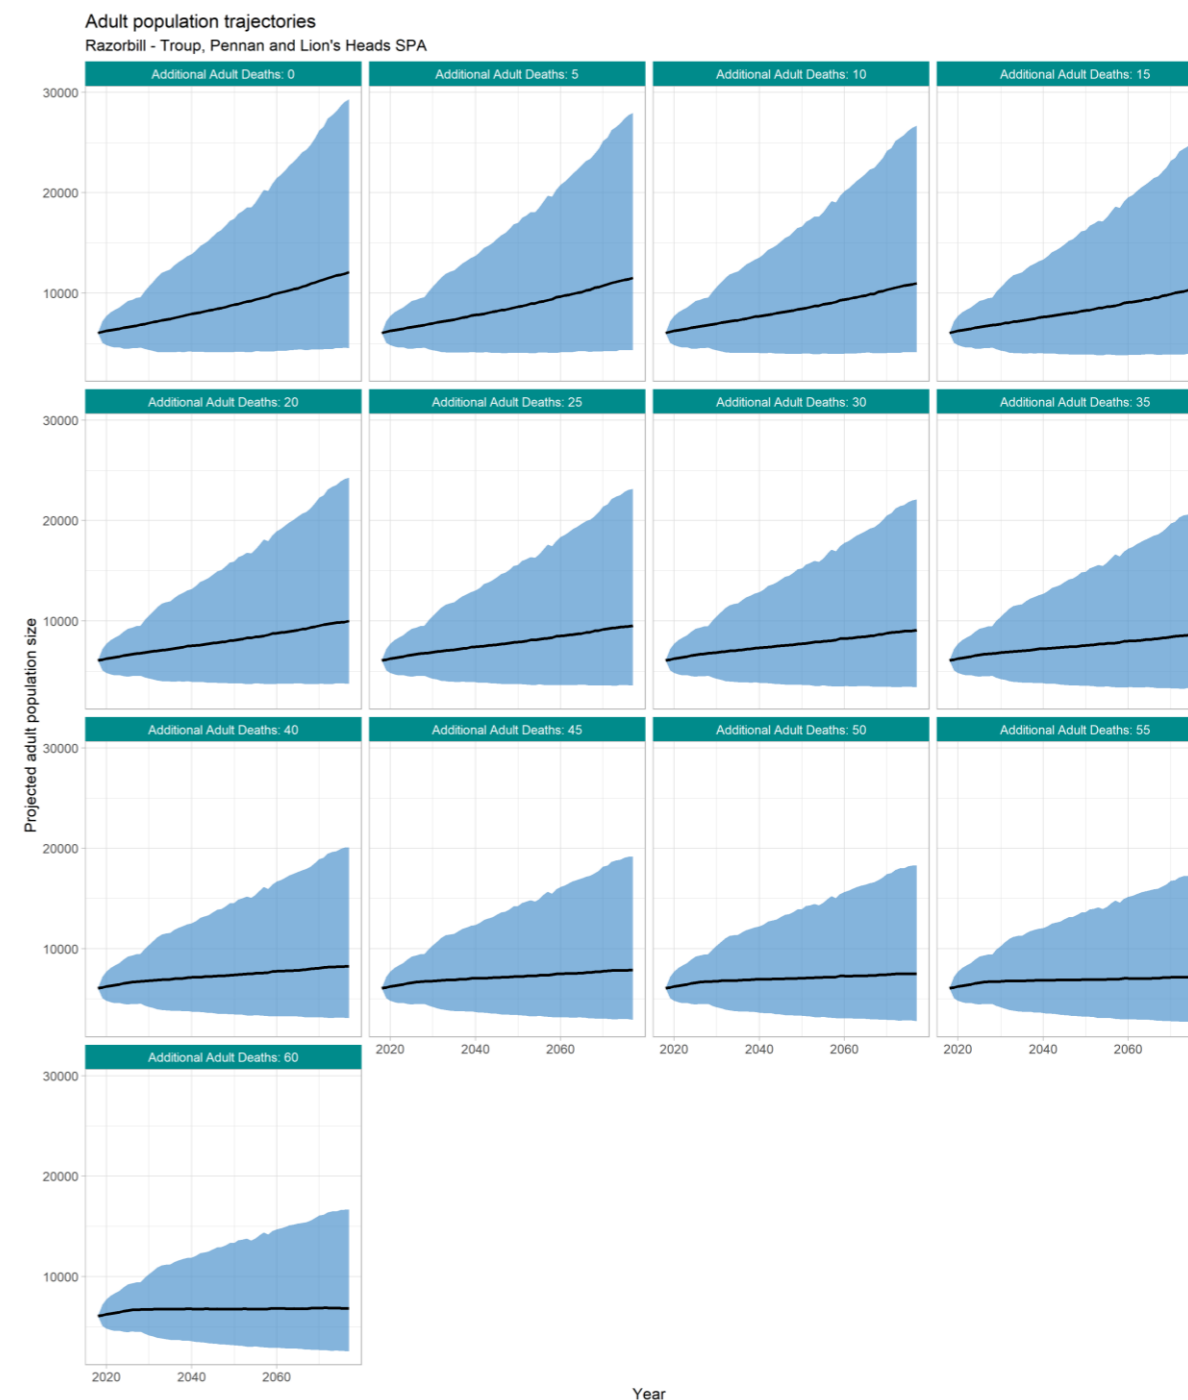 Adult population trajectories
Razorbill - Troup, Pennan and Lion's Heads SPA
Additional Adult Deaths: 0
Additional Adult Deaths: 5
Additional Adult Deaths: 10
Additional Adult Deaths: 15
30000
20000
10000
Additional Adult Deaths: 20
Additional Adult Deaths: 25
Additional Adult Deaths: 30
Additional Adult Deaths: 35
30000
20000
10000
Projected adult population size
Additional Adult Deaths: 40
Additional Adult Deaths: 45
Additional Adult Deaths: 50
Additional Adult Deaths: 55
30000
20000
10000
2020 2040 2060
2020 2040 2060
2020 2040 2060
Additional Adult Deaths: 60
30000
20000
10000
2020 2040 2060
Year